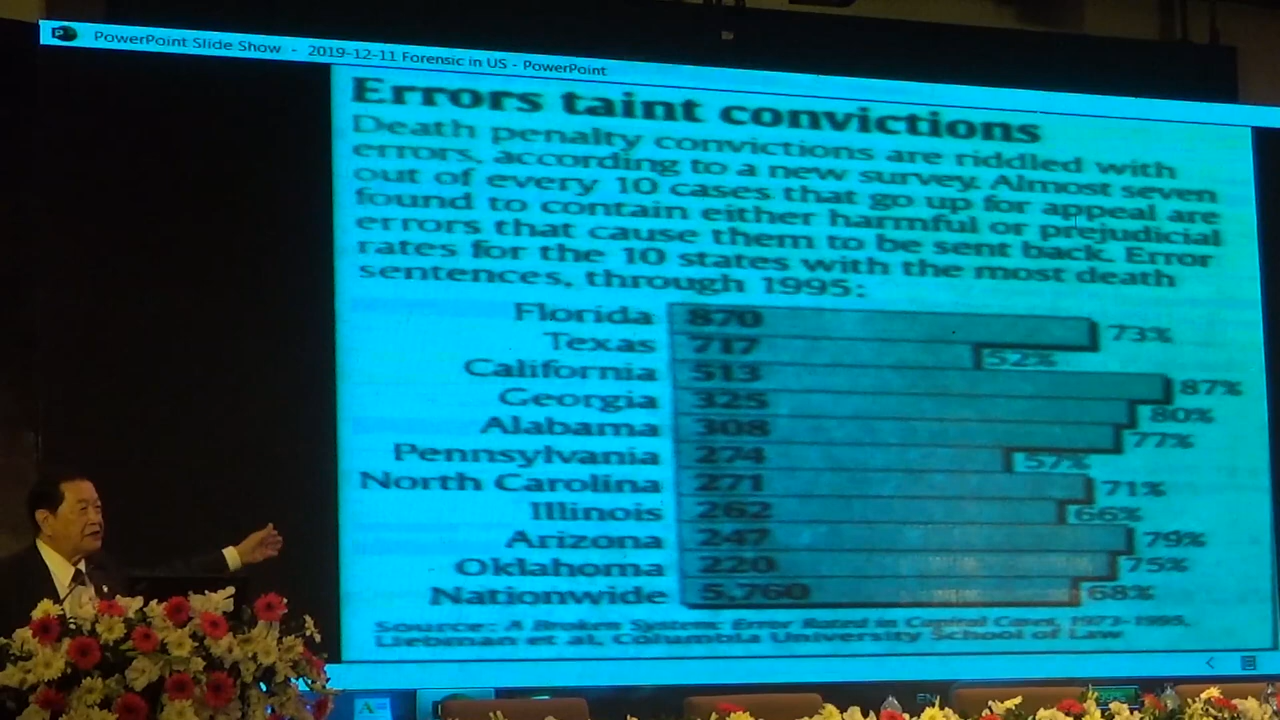 PowerPoint Slide Show - 2019-12-11 Forensic in US - PowerPoint
Errors taint convictions
Death penalty convictions are riddled with
errors, according to a new survey. Almost seven
out of every 10 cases that go up for appeal are
found to contain either harmful or prejudicial
errors that cause them to be sent back. Error
rates for the 10 states with the most death
sentences, through 1995:
Florida 870 73%
Texas 717 52%
California 513 87%
Georgia 325 80%
Alabama 308 77%
Pennsylvania 274 57%
North Carolina 271 71%
Illinois 262 66%
Arizona 247 79%
Oklahoma 220 75%
Nationwide 5,760 68%
Source: A Broken System: Error Rated in Capital Cases, 1973-1995,
Liebman et al, Columbia University School of Law
EN